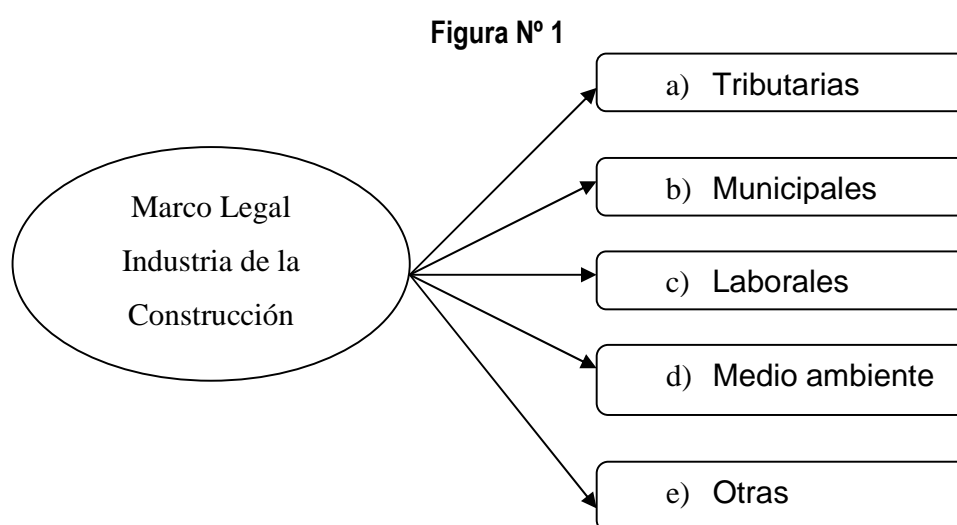 Figura Nº 1
Marco Legal
Industria de la
Construcción
a) Tributarias
b) Municipales
c) Laborales
d) Medio ambiente
e) Otras